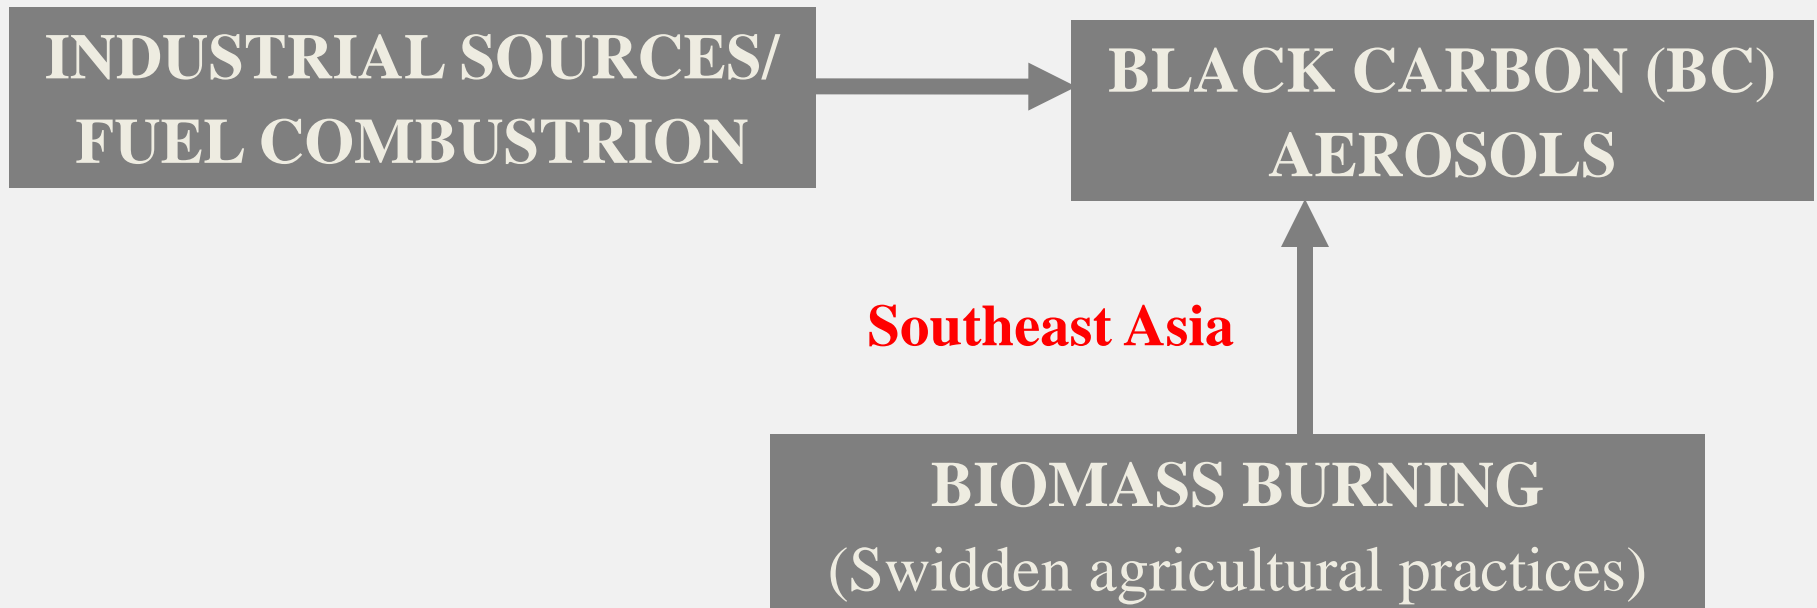 INDUSTRIAL SOURCES/
FUEL COMBUSTRION
BLACK CARBON (BC)
AEROSOLS
Southeast Asia
BIOMASS BURNING
(Swidden agricultural practices)